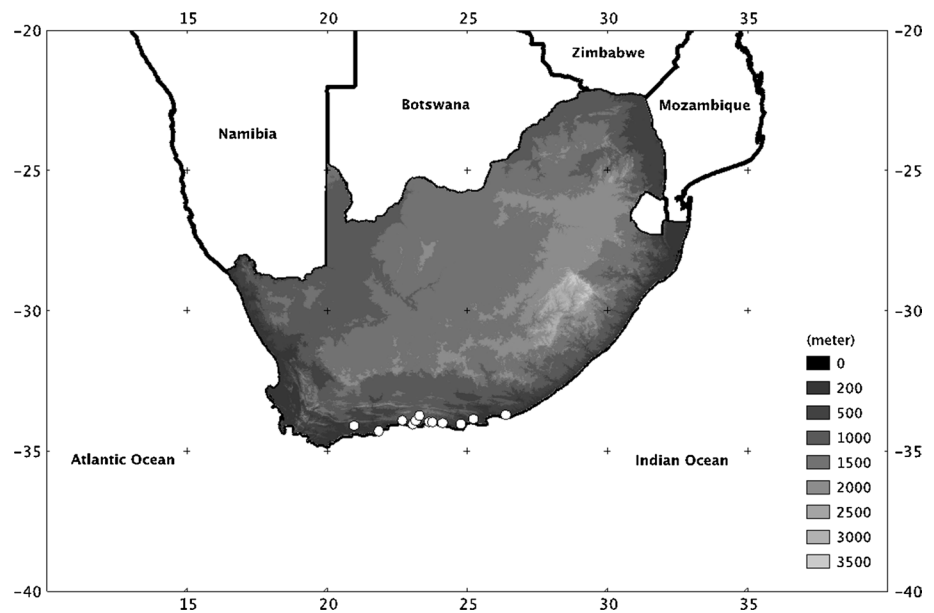 15 20 25 30 35
-20 -20
Zimbabwe
Botswana
Mozambique
Namibia
-25 -25
-30 -30
(meter)
0
200
500
1000
1500
2000
2500
3000
3500
-35 -35
Atlantic Ocean
Indian Ocean
-40 -40
15 20 25 30 35